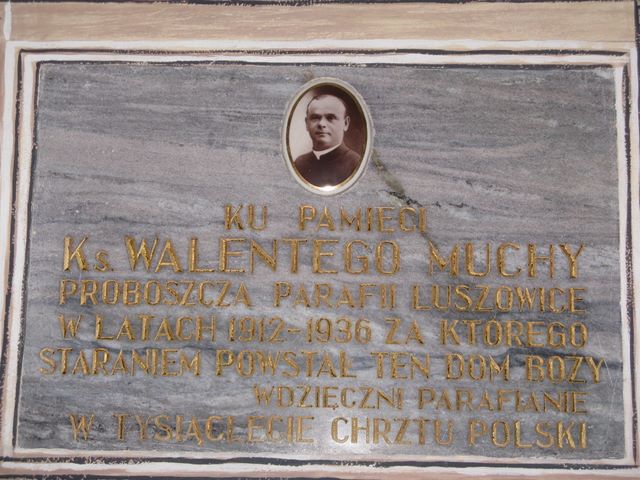 KU PAMIĘCI
Ks. WALENTEGO MUCHY
PROBOSZCZA PARAFII LUSZOWICE
W LATACH 1912-1936 ZA KTÓREGO
STARANIEM POWSTAŁ TEN DOM BOŻY
WDZIĘCZNI PARAFIANIE
W TYSIĄCLECIE CHRZTU POLSKI